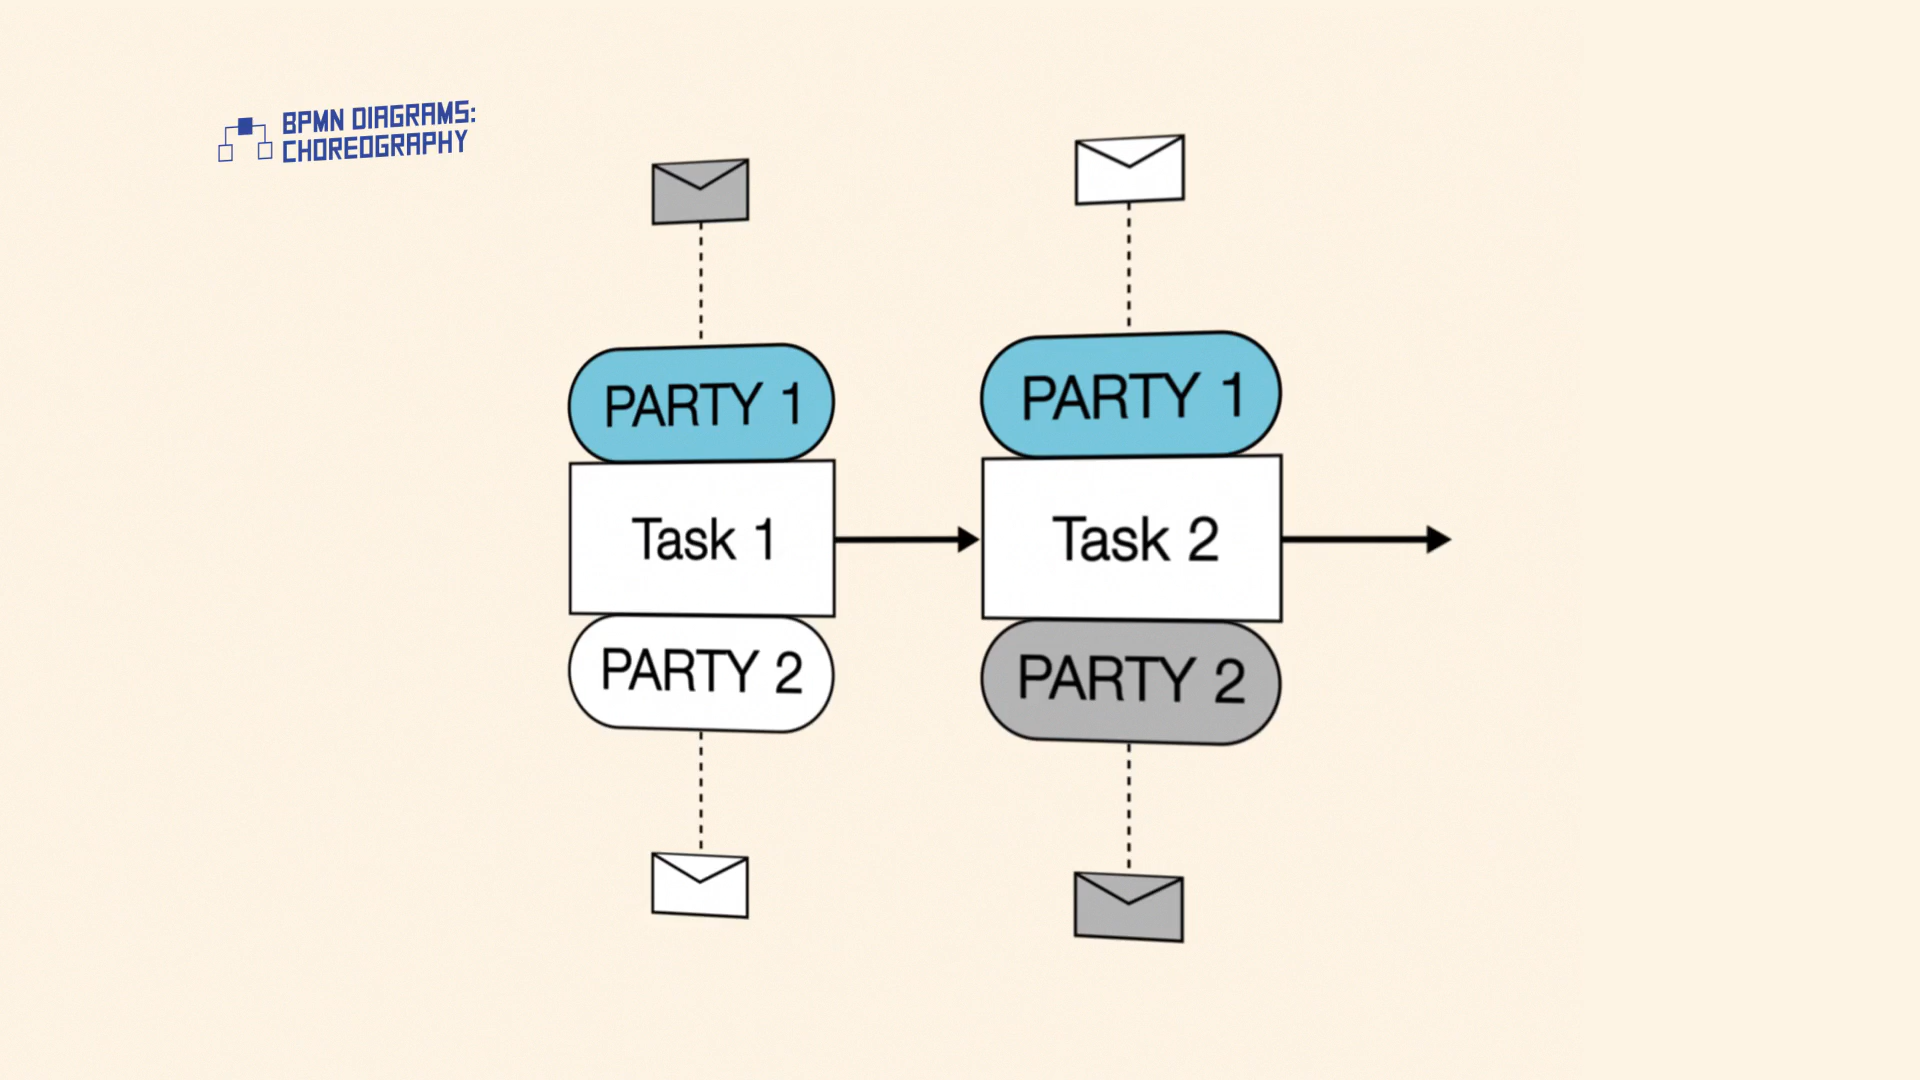 BPMN DIAGRAMS:
CHOREOGRAPHY
PARTY 1
Task 1
PARTY 2
PARTY 1
Task 2
PARTY 2